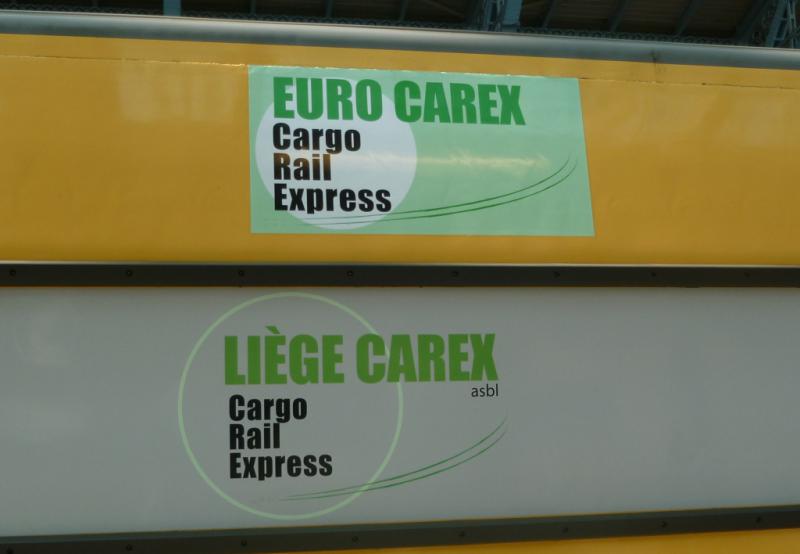 EURO CAREX
Cargo
Rail
Express
LIÈGE CAREX
asbl
Cargo
Rail
Express